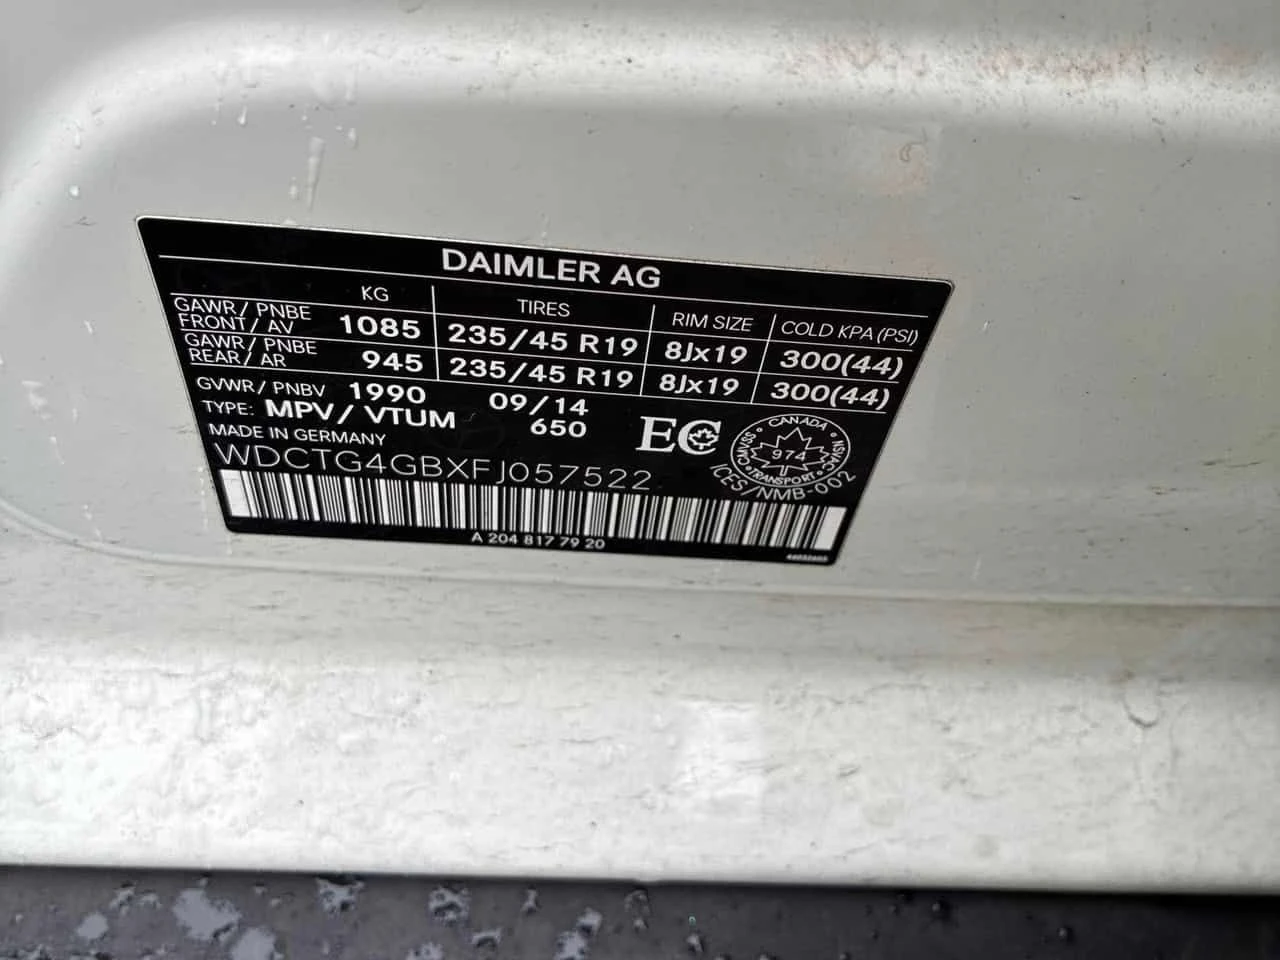 DAIMLER AG
KG TIRES RIM SIZE COLD KPA (PSI)
GAWR / PNBE
FRONT / AV 1085 235/45 R19 8Jx19 300(44)
GAWR / PNBE
REAR / AR 945 235/45 R19 8Jx19 300(44)
GVWR / PNBV 1990 09/14
TYPE: MPV / VTUM 650
MADE IN GERMANY
EC
CANADA
CMVSS NSVAC
974
TRANSPORT
ICES/NMB-002
WDCTG4GBXFJ057522
A 204 817 79 20